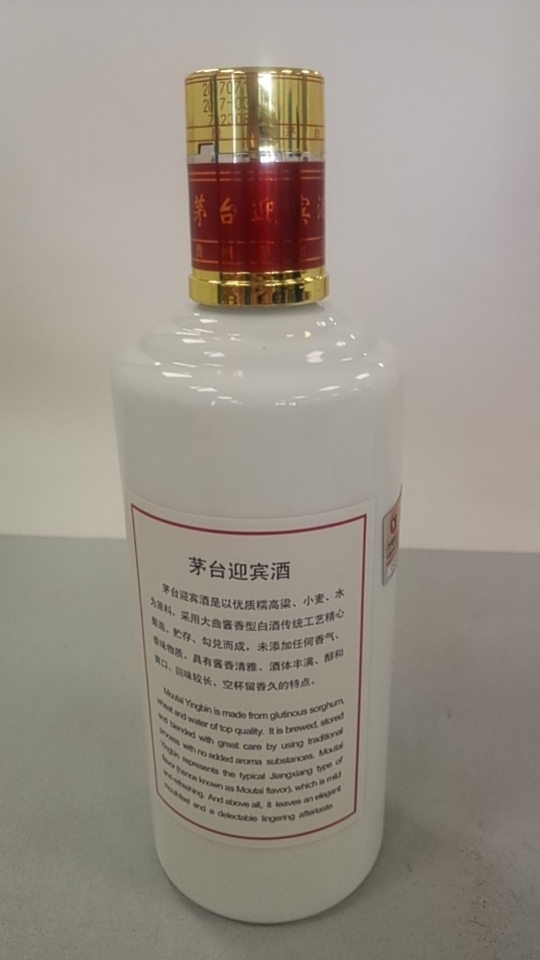 茅台迎宾
茅台迎宾酒
茅台迎宾酒是以优质糯高粱、小麦、水
为原料，采用大曲酱香型白酒传统工艺精心
酿造、贮存、勾兑而成，未添加任何香气、
香味物质，具有酱香清雅、酒体丰满、醇和
爽口、回味较长、空杯留香久的特点。
Moutai Yingbin is made from glutinous sorghum,
wheat and water of top quality. It is brewed, stored
and blended with great care by using traditional
process with no added aroma substances. Moutai
Yingbin represents the typical Jiangxiang type of
flavor (hence known as Moutai flavor), which is mild
and refreshing. And above all, it leaves an elegant
mouthfeel and a delectable lingering aftertaste.